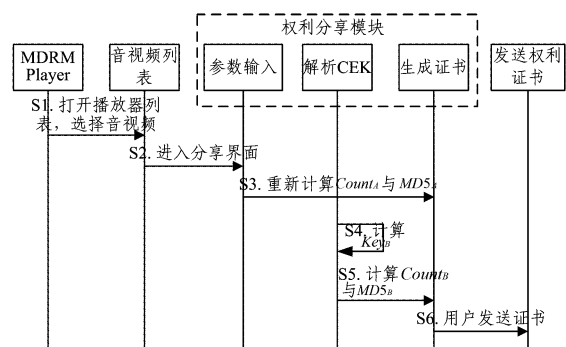 权利分享模块
MDRM
Player
音视频列
表
参数输入
解析CEK
生成证书
发送权利
证书
S1. 打开播放器列
表，选择音视频
S2. 进入分享界面
S3. 重新计算CountA与MD5A
S4. 计算
KeyB
S5. 计算CountB
与MD5B
S6. 用户发送证书